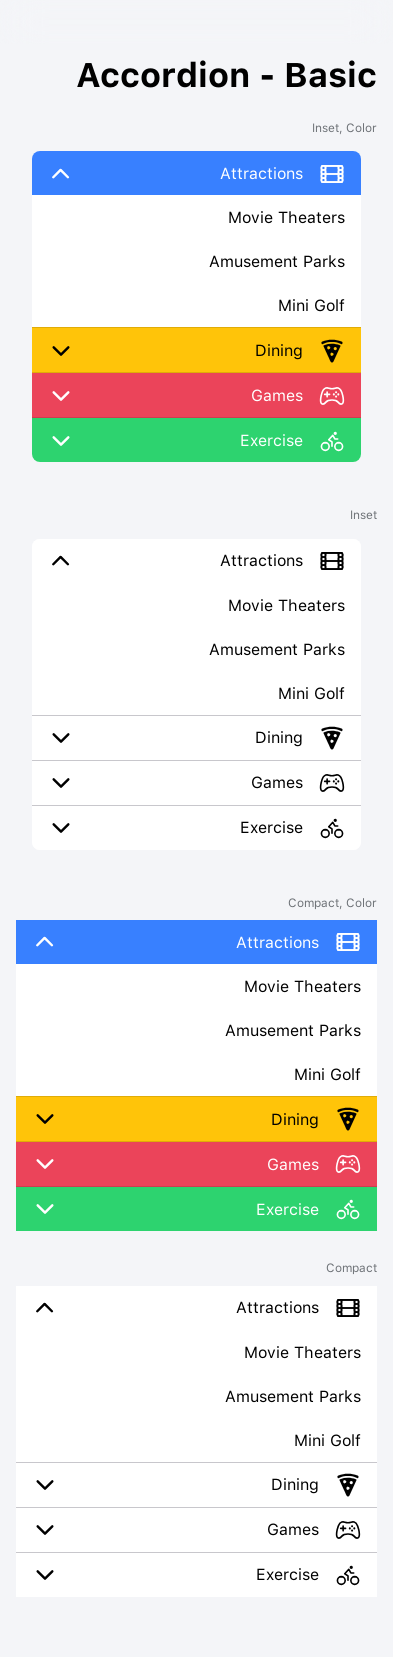 Accordion - Basic
Inset, Color
Attractions
Movie Theaters
Amusement Parks
Mini Golf
Dining
Games
Exercise
Inset
Attractions
Movie Theaters
Amusement Parks
Mini Golf
Dining
Games
Exercise
Compact, Color
Attractions
Movie Theaters
Amusement Parks
Mini Golf
Dining
Games
Exercise
Compact
Attractions
Movie Theaters
Amusement Parks
Mini Golf
Dining
Games
Exercise